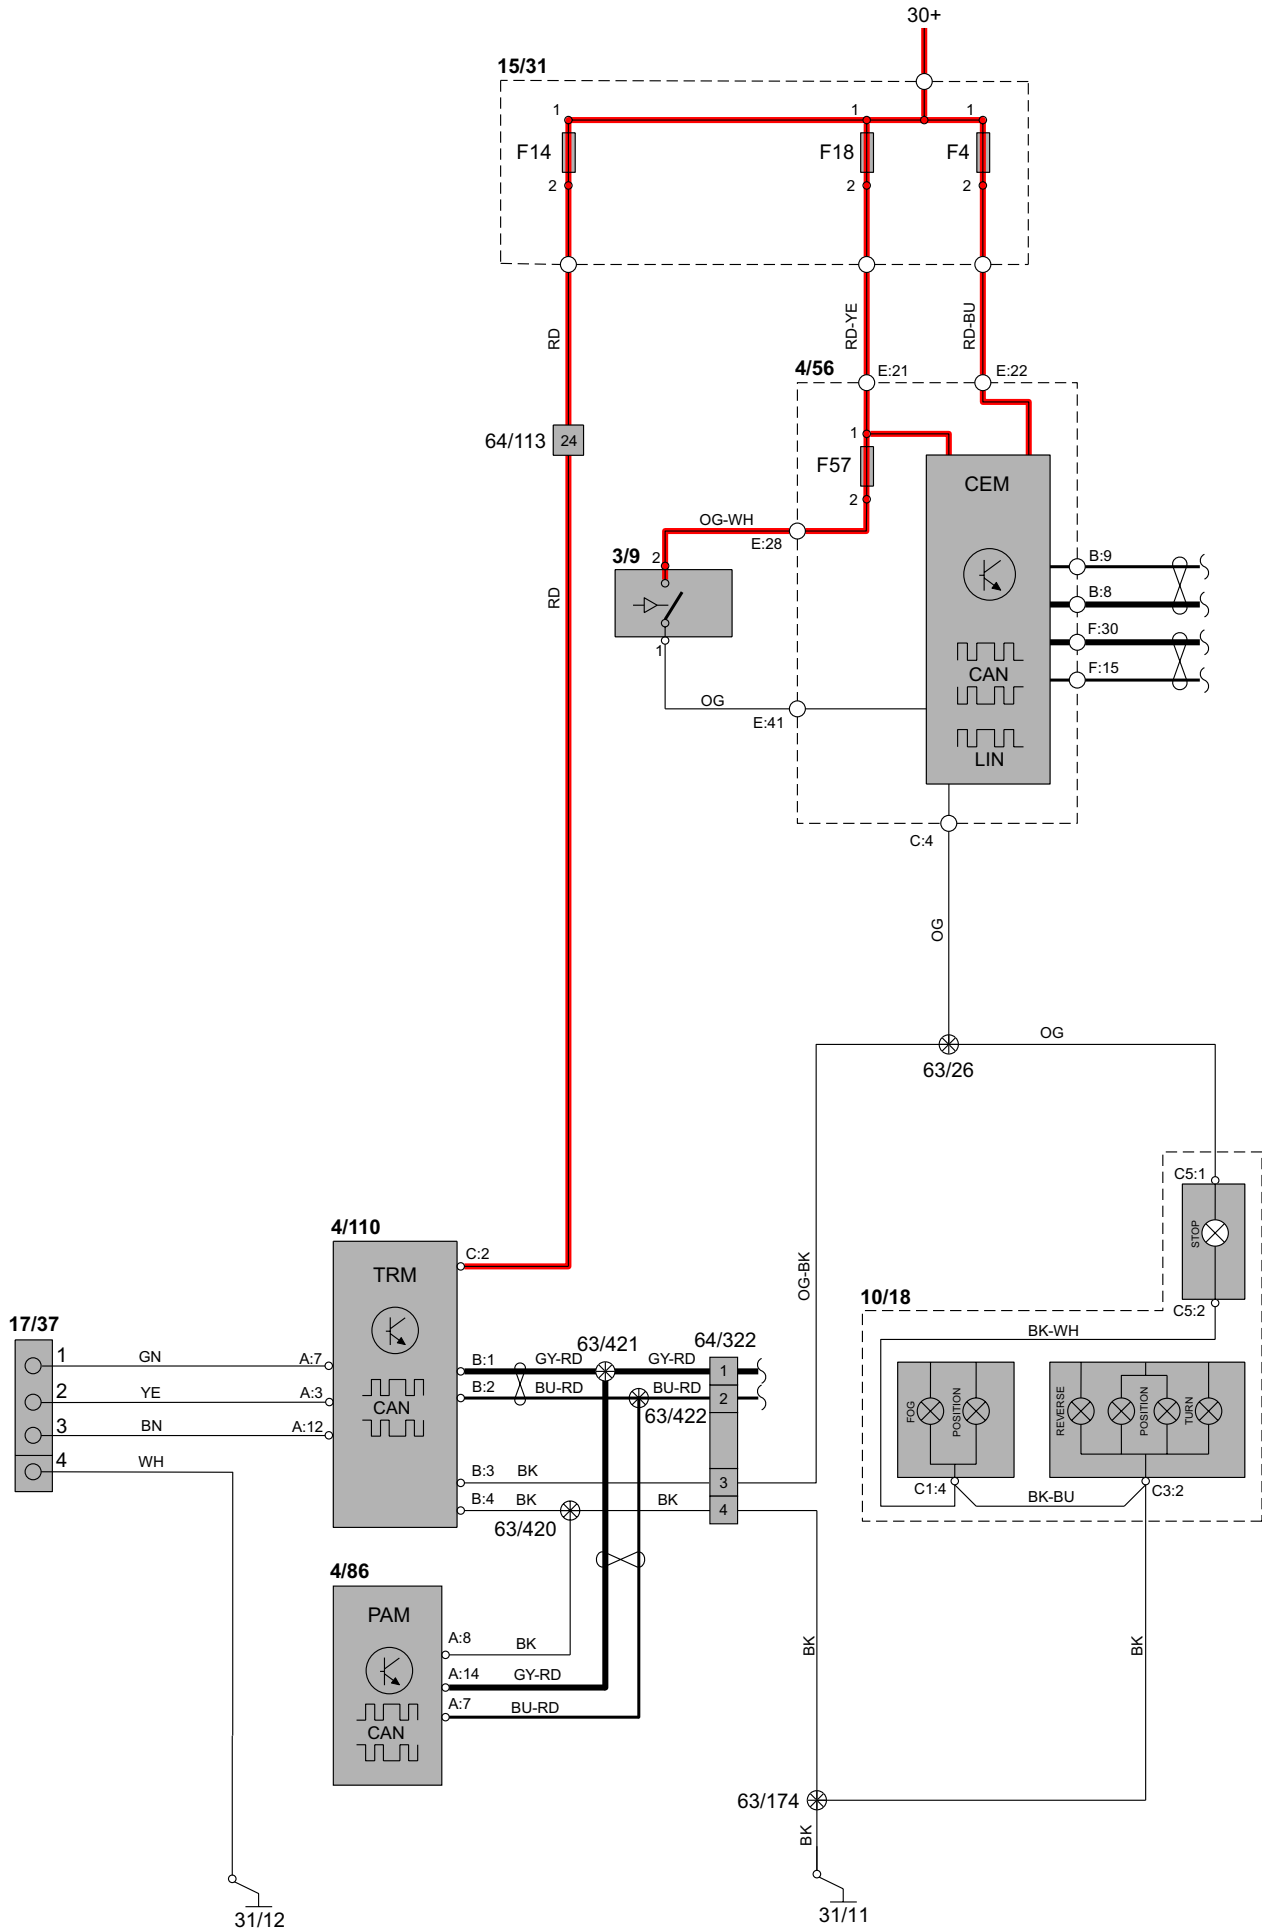 30+
15/31
1
1
1
F14
F18
F4
2
2
2
RD
RD-YE
RD-BU
4/56
E:21
E:22
64/113
24
1
F57
2
CEM
OG-WH
E:28
3/9
2
B:9
B:8
RD
F:30
1
CAN
F:15
OG
E:41
LIN
C:4
OG
OG
63/26
C5:1
STOP
C5:2
4/110
C:2
TRM
OG-BK
10/18
17/37
63/421
64/322
BK-WH
1
GN
A:7
B:1
GY-RD
GY-RD
1
2
YE
A:3
B:2
BU-RD
BU-RD
2
CAN
63/422
3
BN
A:12
4
WH
FOG
POSITION
REVERSE
POSITION
TURN
B:3
BK
3
C1:4
C3:2
BK-BU
B:4
BK
BK
4
63/420
4/86
PAM
A:8
BK
A:14
GY-RD
A:7
BU-RD
CAN
BK
BK
63/174
BK
31/12
31/11